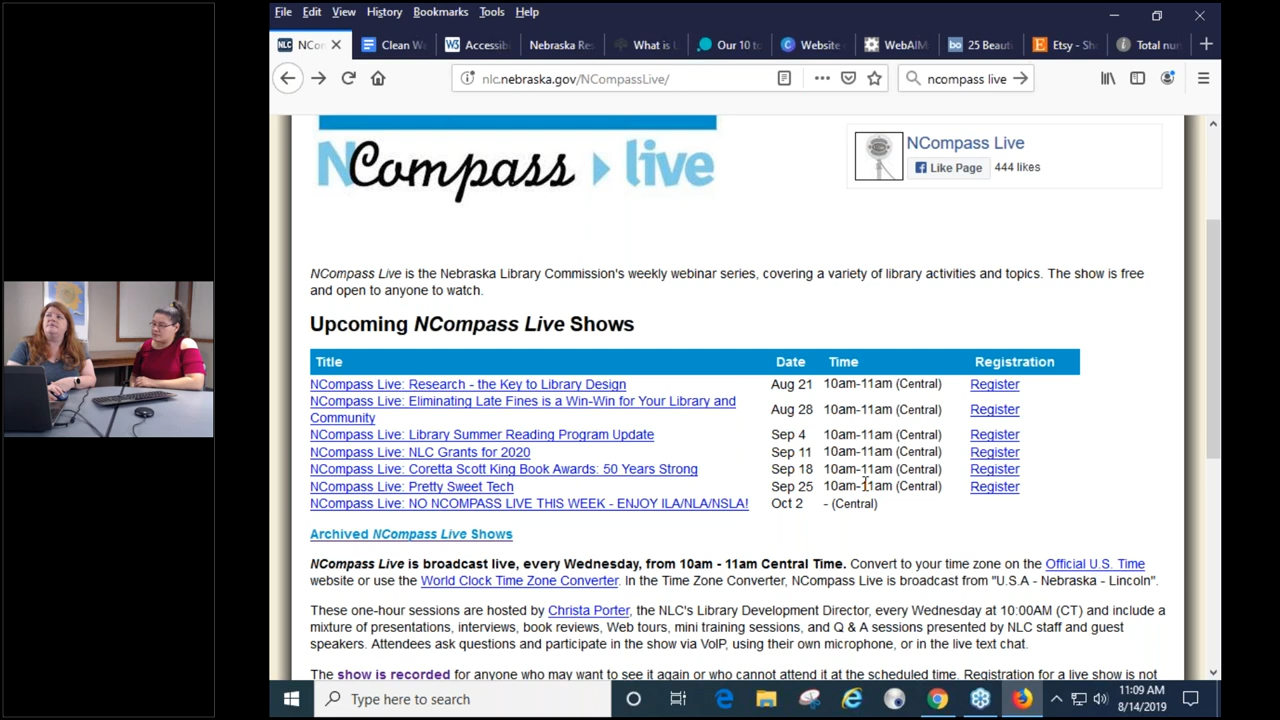 File Edit View History Bookmarks Tools Help
NLC NCom Clean W W3 Accessibi Nebraska Res What is Our 10 t Website WebAIM bo 25 Beauti Etsy - Sh Total nu
nlc.nebraska.gov/NCompassLive/ ncompass live
NCompass live
NCompass Live
Like Page 444 likes
NCompass Live is the Nebraska Library Commission's weekly webinar series, covering a variety of library activities and topics. The show is free
and open to anyone to watch.
Upcoming NCompass Live Shows
Title Date Time Registration
NCompass Live: Research - the Key to Library Design Aug 21 10am-11am (Central) Register
NCompass Live: Eliminating Late Fines is a Win-Win for Your Library and
Community Aug 28 10am-11am (Central) Register
NCompass Live: Library Summer Reading Program Update Sep 4 10am-11am (Central) Register
NCompass Live: NLC Grants for 2020 Sep 11 10am-11am (Central) Register
NCompass Live: Coretta Scott King Book Awards: 50 Years Strong Sep 18 10am-11am (Central) Register
NCompass Live: Pretty Sweet Tech Sep 25 10am-11am (Central) Register
NCompass Live: NO NCOMPASS LIVE THIS WEEK - ENJOY ILA/NLA/NSLA! Oct 2 - (Central)
Archived NCompass Live Shows
NCompass Live is broadcast live, every Wednesday, from 10am - 11am Central Time. Convert to your time zone on the Official U.S. Time
website or use the World Clock Time Zone Converter. In the Time Zone Converter, NCompass Live is broadcast from "U.S.A - Nebraska - Lincoln".
These one-hour sessions are hosted by Christa Porter, the NLC's Library Development Director, every Wednesday at 10:00AM (CT) and include a
mixture of presentations, interviews, book reviews, Web tours, mini training sessions, and Q & A sessions presented by NLC staff and guest
speakers. Attendees ask questions and participate in the show via VoIP, using their own microphone, or in the live text chat.
The show is recorded for anyone who may want to see it again or who cannot attend it at the scheduled time. Registration for a live show is not
Type here to search
11:09 AM
8/14/2019